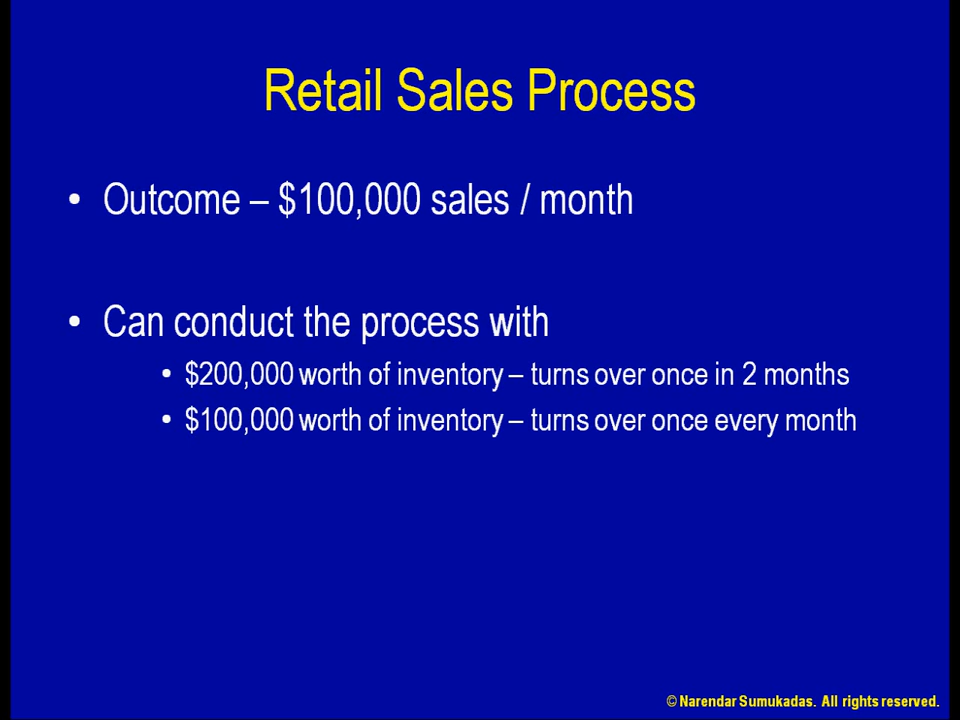 Retail Sales Process
• Outcome – $100,000 sales / month
• Can conduct the process with
• $200,000 worth of inventory – turns over once in 2 months
• $100,000 worth of inventory – turns over once every month
© Narendar Sumukadas. All rights reserved.